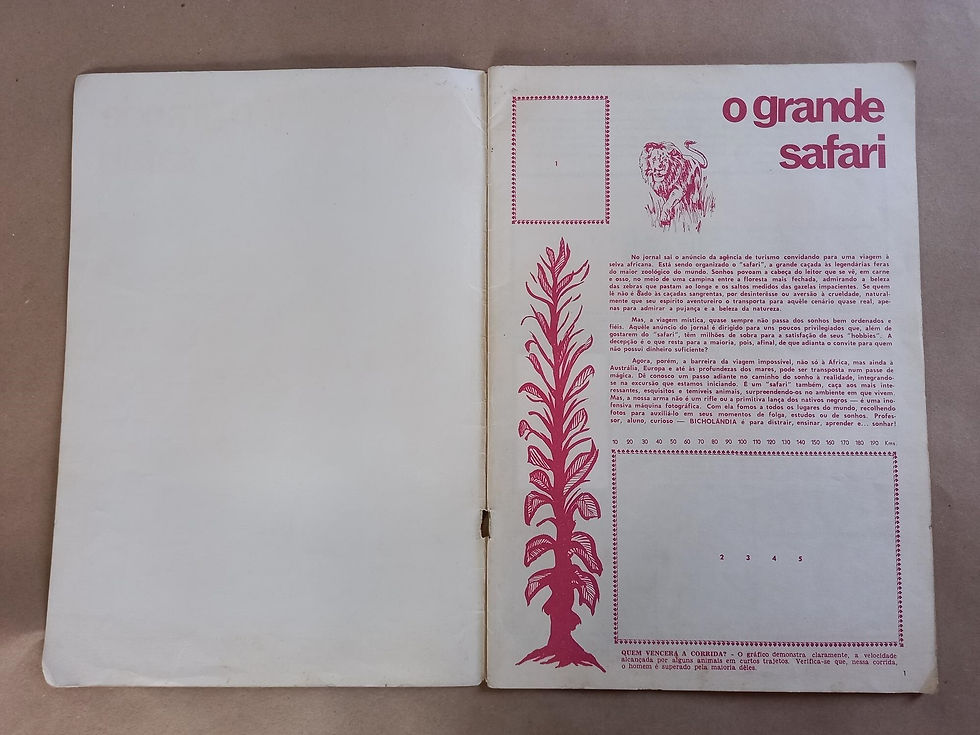 o grande
safari
1
No jornal sai o anúncio da agência de turismo convidando para uma viagem à
selva africana. Está sendo organizado o "safari", a grande caçada às legendárias feras
do maior zoológico do mundo. Sonhos povoam a cabeça do leitor que se vê, em carne
e osso, no meio de uma campina entre a floresta mais fechada, admirando a beleza
das zebras que pastam ao longe e os saltos medidos das gazelas impacientes. Se quem
lê não é dado às caçadas sangrentas, por desinterêsse ou aversão à crueldade, natural-
mente que seu espírito aventureiro o transporta para aquêle cenário quase real, ape-
nas para admirar a pujança e a beleza da natureza.
Mas, a viagem mística, quase sempre não passa dos sonhos bem ordenados e
fiéis. Aquêle anúncio do jornal é dirigido para uns poucos privilegiados que, além de
gostarem do "safari", têm milhões de sobra para a satisfação de seus "hobbies". A
decepção é o que resta para a maioria, pois, afinal, de que adianta o convite para quem
não possui dinheiro suficiente?
Agora, porém, a barreira da viagem impossível, não só à África, mas ainda à
Austrália, Europa e até às profundezas dos mares, pode ser transposta num passe de
mágica. Dê conosco um passo adiante no caminho do sonho à realidade, integrando-
se na excursão que estamos iniciando. É um "safari" também, caça aos mais inte-
ressantes, esquisitos e temíveis animais, surpreendendo-os no ambiente em que vivem.
Mas, a nossa arma não é um rifle ou a primitiva lança dos nativos negros — é uma ino-
fensiva máquina fotográfica. Com ela fomos a todos os lugares do mundo, recolhendo
fotos para auxiliá-lo em seus momentos de folga, estudos ou de sonhos. Profes-
sor, aluno, curioso — BICHOLÂNDIA é para distrair, ensinar, aprender e... sonhar!
10 20 30 40 50 60 70 80 90 100 110 120 130 140 150 160 170 180 190 Kms.
2 3 4 5
QUEM VENCERÁ A CORRIDA? - O gráfico demonstra claramente, a velocidade
alcançada por alguns animais em curtos trajetos. Verifica-se que, nessa corrida,
o homem é superado pela maioria dêles.
1